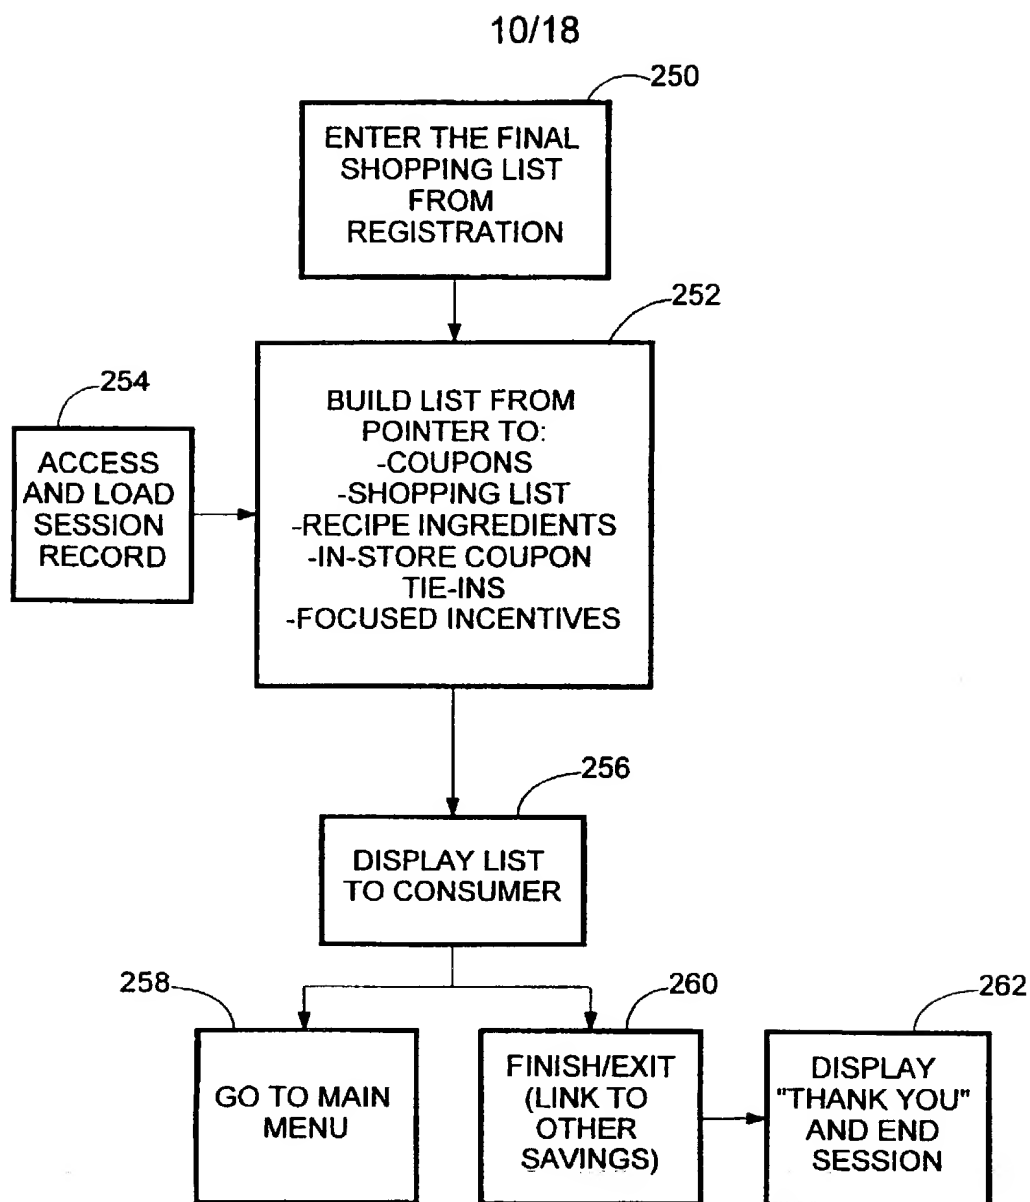 10/18
250
ENTER THE FINAL
SHOPPING LIST
FROM
REGISTRATION
252
BUILD LIST FROM
POINTER TO:
-COUPONS
-SHOPPING LIST
-RECIPE INGREDIENTS
-IN-STORE COUPON
TIE-INS
-FOCUSED INCENTIVES
254
ACCESS
AND LOAD
SESSION
RECORD
256
DISPLAY LIST
TO CONSUMER
258
GO TO MAIN
MENU
260
FINISH/EXIT
(LINK TO
OTHER
SAVINGS)
262
DISPLAY
"THANK YOU"
AND END
SESSION